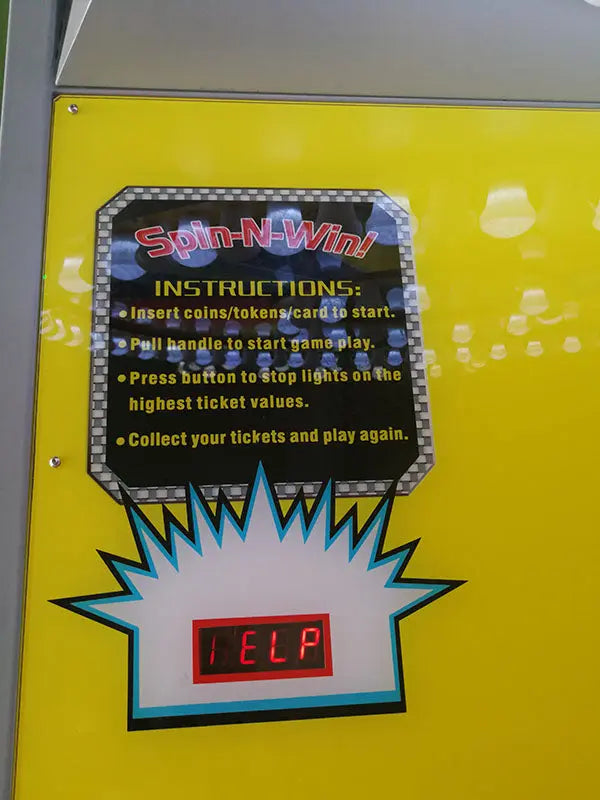 Spin-N-Win!
INSTRUCTIONS:
• Insert coins/tokens/card to start.
• Pull handle to start game play.
• Press button to stop lights on the
highest ticket values.
• Collect your tickets and play again.
ELP